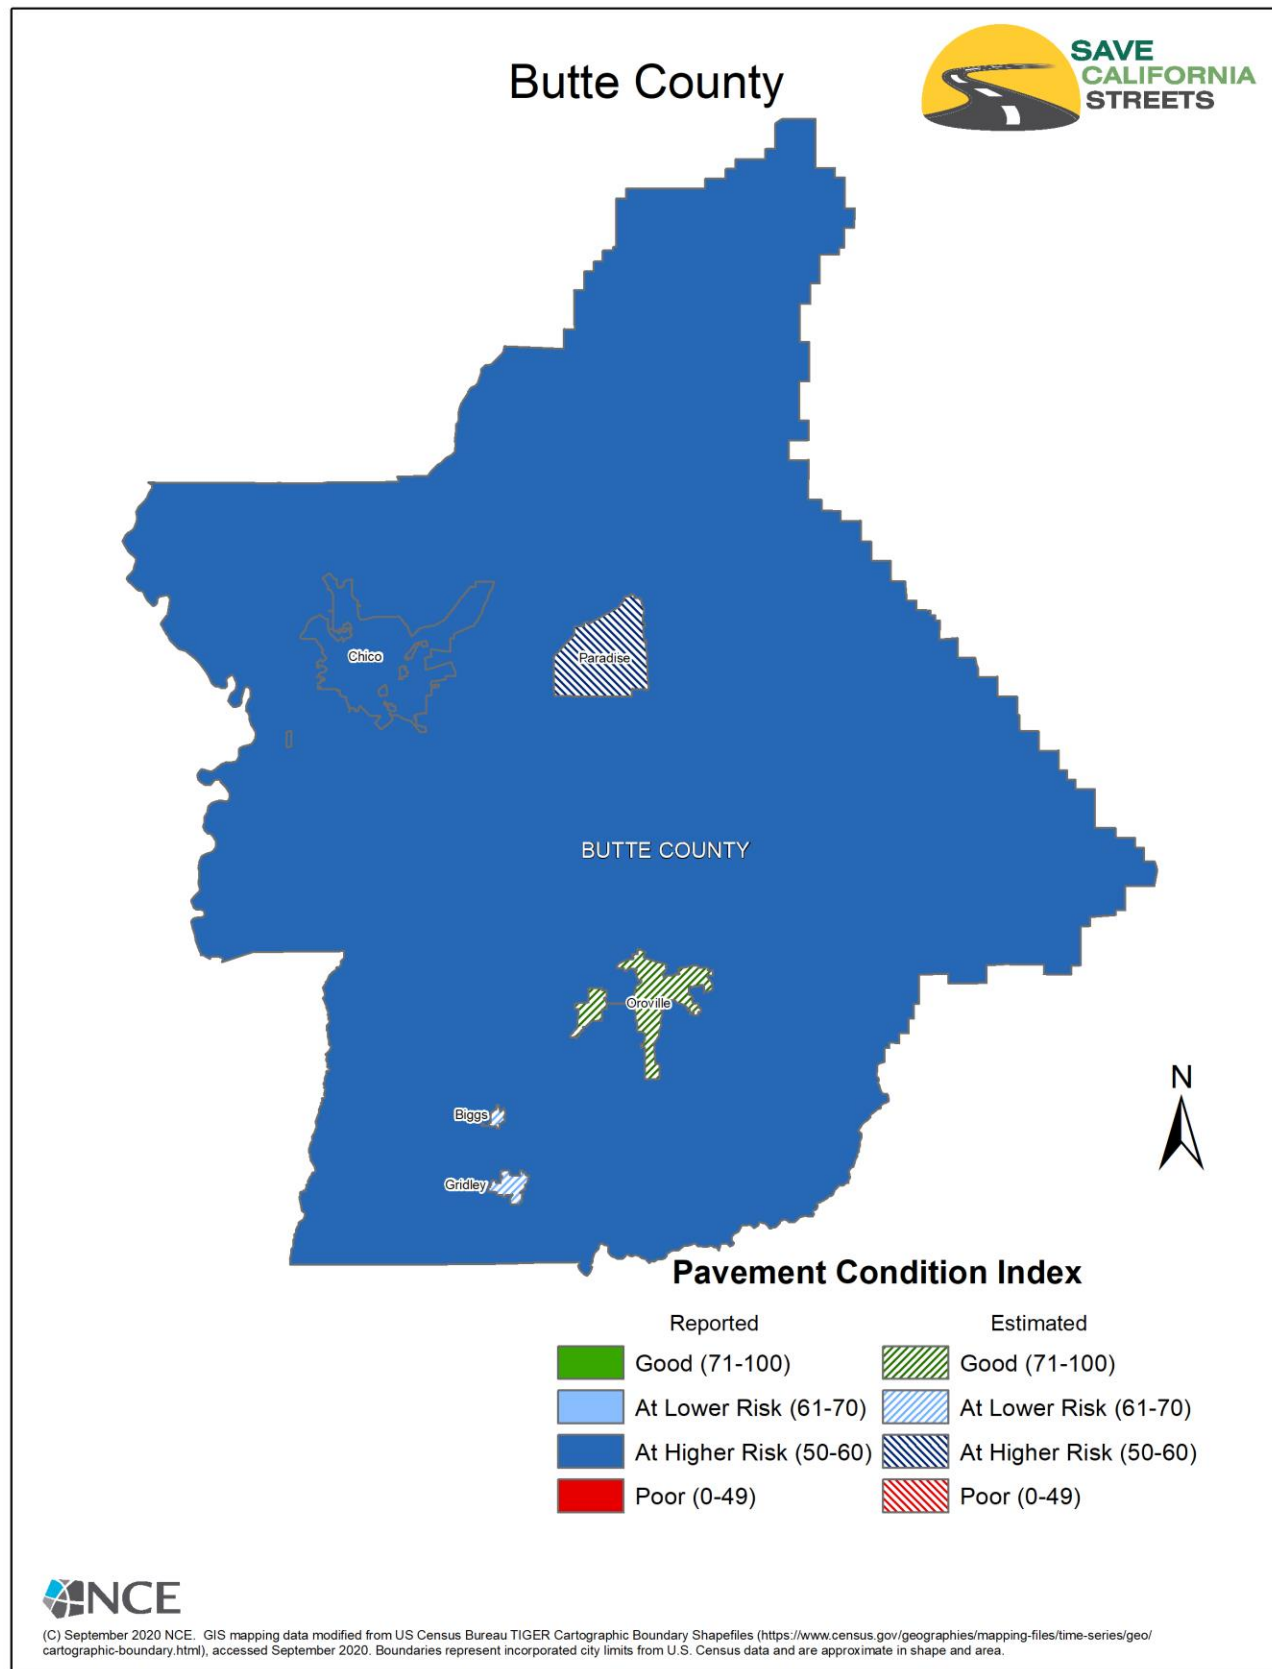 Butte County
SAVE
CALIFORNIA
STREETS
Chico
Paradise
BUTTE COUNTY
Oroville
Biggs
Gridley
N
Pavement Condition Index
Reported
Estimated
Good (71-100)
Good (71-100)
At Lower Risk (61-70)
At Lower Risk (61-70)
At Higher Risk (50-60)
At Higher Risk (50-60)
Poor (0-49)
Poor (0-49)
NCE
(C) September 2020 NCE. GIS mapping data modified from US Census Bureau TIGER Cartographic Boundary Shapefiles (https://www.census.gov/geographies/mapping-files/time-series/geo/
cartographic-boundary.html), accessed September 2020. Boundaries represent incorporated city limits from U.S. Census data and are approximate in shape and area.